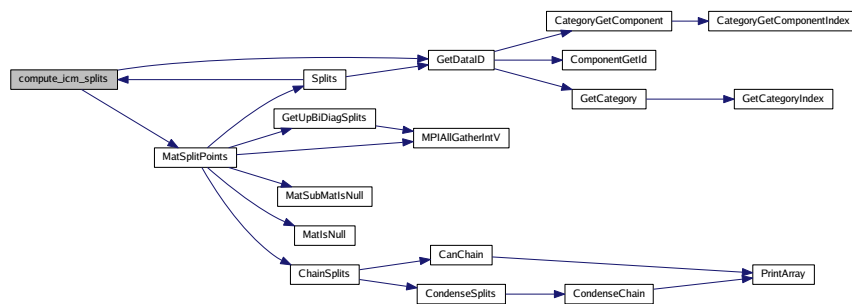 CategoryGetComponent
CategoryGetComponentIndex
compute_icm_splits
Splits
GetDataID
ComponentGetId
GetCategory
GetCategoryIndex
GetUpBiDiagSplits
MPIAllGatherIntV
MatSplitPoints
MatSubMatIsNull
MatIsNull
ChainSplits
CanChain
PrintArray
CondenseSplits
CondenseChain